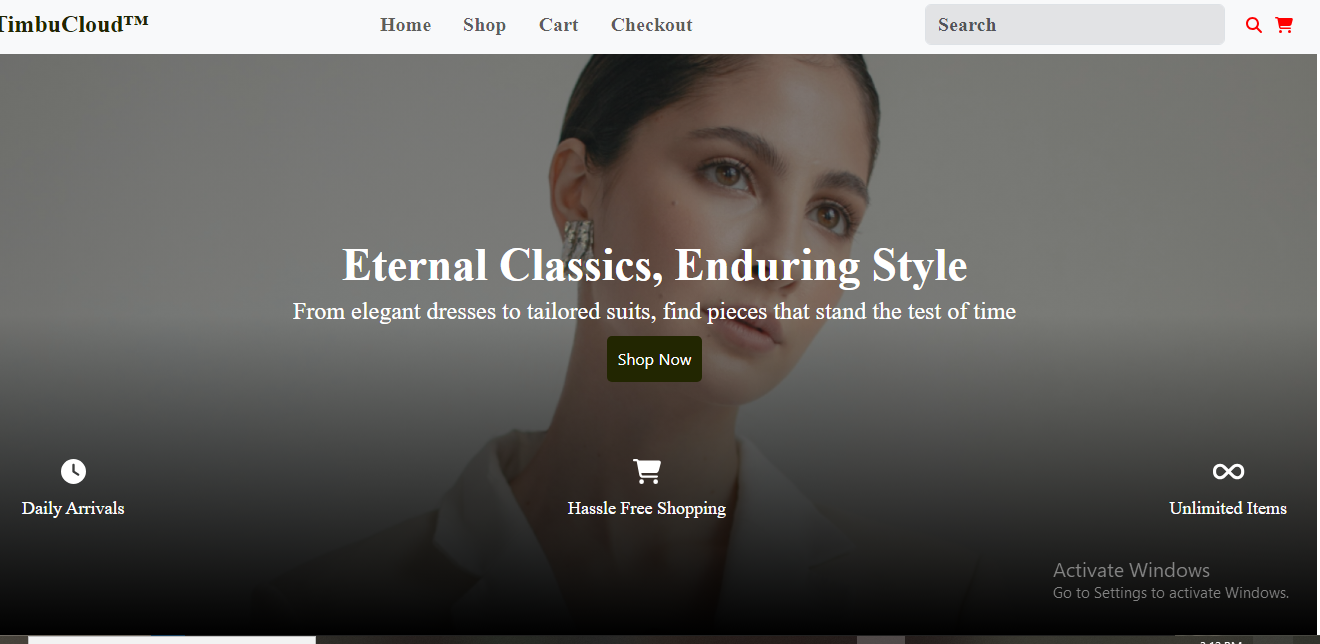 TimbuCloud™ Home Shop Cart Checkout Search
Eternal Classics, Enduring Style
From elegant dresses to tailored suits, find pieces that stand the test of time
Shop Now
Daily Arrivals Hassle Free Shopping Unlimited Items
Activate Windows
Go to Settings to activate Windows.